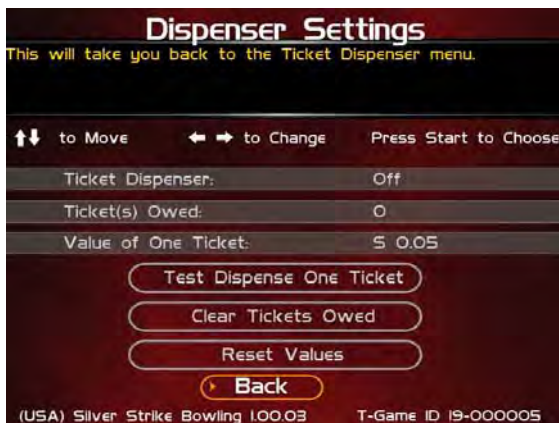 Dispenser Settings
This will take you back to the Ticket Dispenser menu.
to Move to Change Press Start to Choose
Ticket Dispenser: Off
Ticket(s) Owed: 0
Value of One Ticket: $ 0.05
Test Dispense One Ticket
Clear Tickets Owed
Reset Values
Back
(USA) Silver Strike Bowling 1.00.03 T-Game ID 19-000005